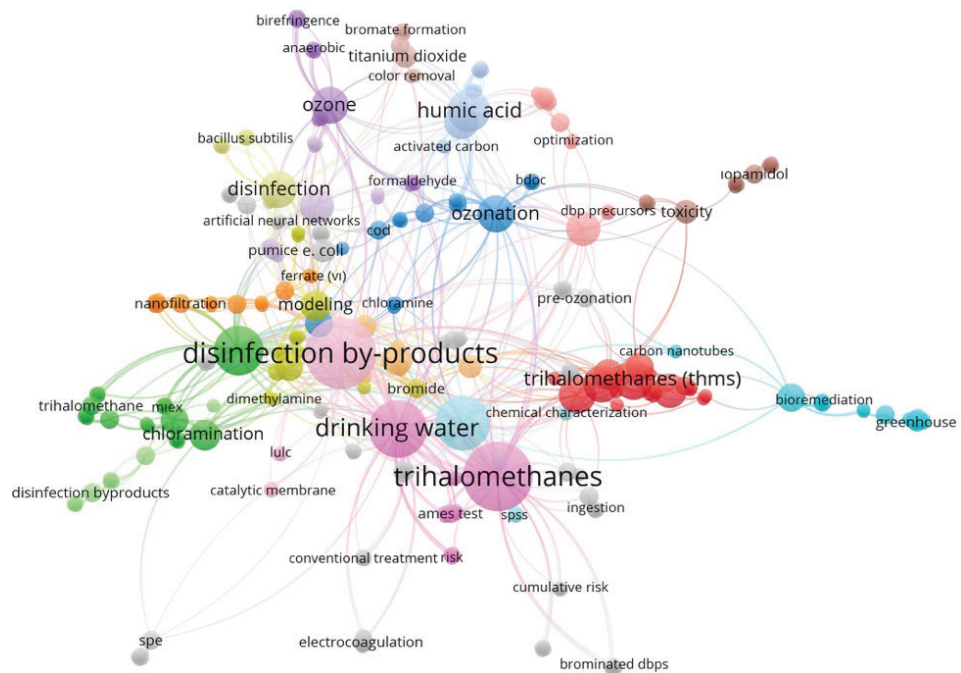 birefringence
bromate formation
anaerobic
titanium dioxide
color removal
ozone
humic acid
bacillus subtilis
activated carbon
optimization
disinfection
formaldehyde
bdoc
ıopamidol
artificial neural networks
cod
ozonation
dbp precursors
toxicity
pumice
e. coli
ferrate (vı)
nanofiltration
modeling
chloramine
pre-ozonation
disinfection by-products
carbon nanotubes
trihalomethanes (thms)
bromide
dimethylamine
trihalomethane
miex
chemical characterization
bioremediation
greenhouse
chloramination
drinking water
lulc
trihalomethanes
disinfection byproducts
catalytic membrane
ames test
spss
ingestion
conventional treatment
risk
cumulative risk
spe
electrocoagulation
brominated dbps